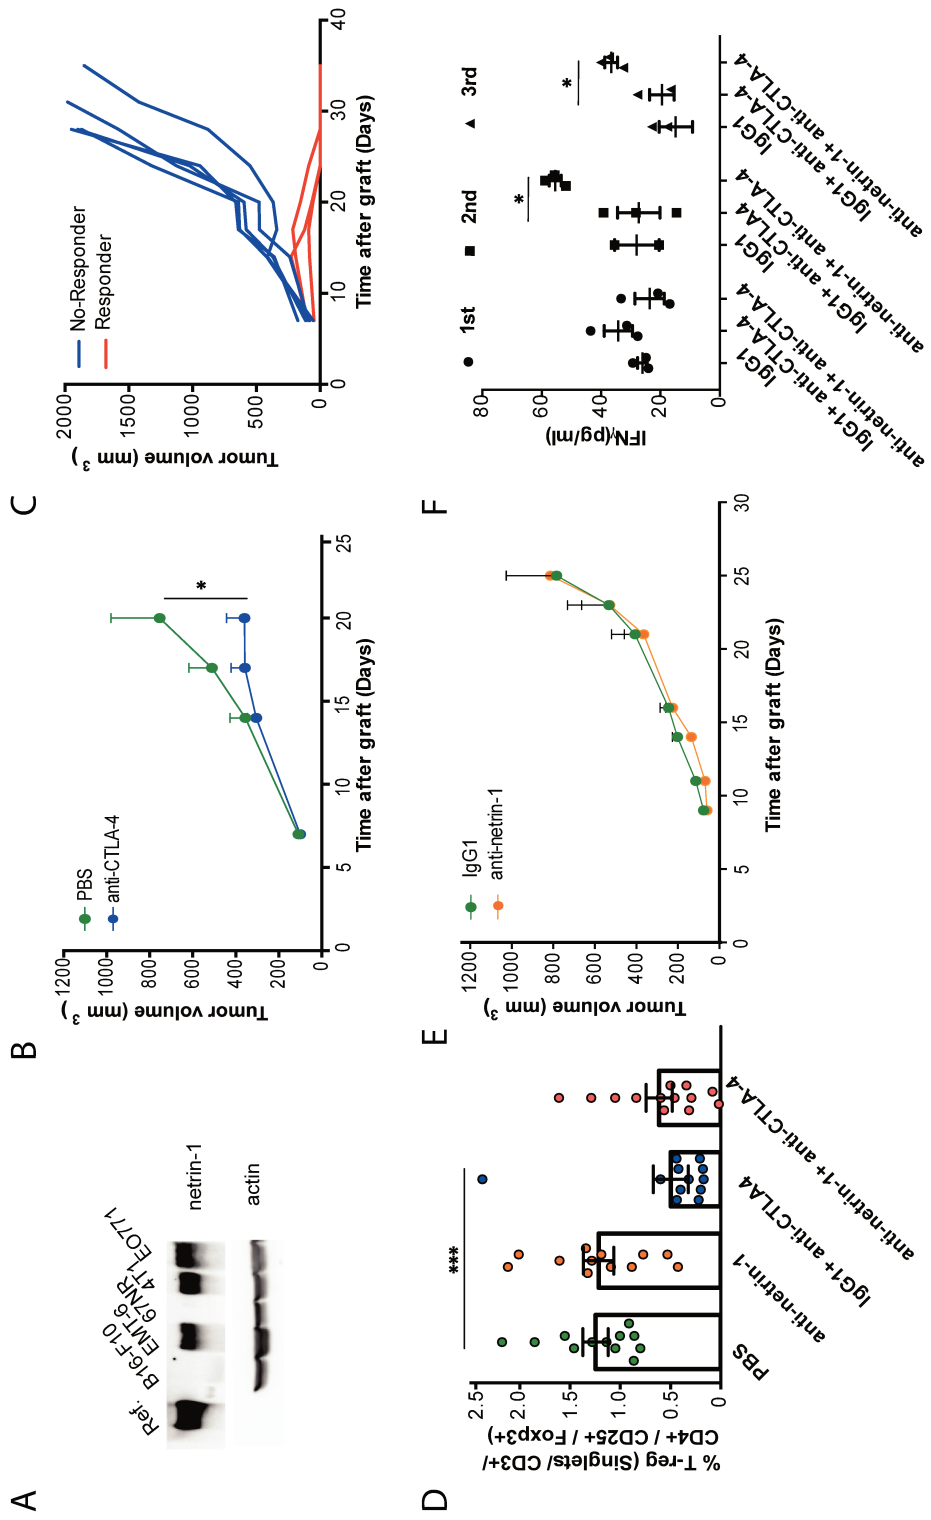 A
Ref.
B16-F10
EMT-6
67NR
4T1
EO771
netrin-1
actin
B
PBS
anti-CTLA-4
1200
1000
800
600
400
200
0
Tumor volume (mm 3 )
0
5
10
15
20
25
Time after graft (Days)
*
C
No-Responder
Responder
2000
1500
1000
500
0
Tumor volume (mm 3 )
0
10
20
30
40
Time after graft (Days)
D
% T-reg (Singlets/ CD3+/
CD4+ / CD25+ / Foxp3+)
2.5
2.0
1.5
1.0
0.5
0
***
PBS
anti-netrin-1
IgG1+ anti-CTLA4
anti-netrin-1+ anti-CTLA-4
E
IgG1
anti-netrin-1
1200
1000
800
600
400
200
0
Tumor volume (mm 3 )
0
5
10
15
20
25
30
Time after graft (Days)
F
1st
2nd
3rd
80
60
40
20
0
IFNγ(pg/ml)
*
*
IgG1
IgG1+ anti-CTLA-4
anti-netrin-1+ anti-CTLA-4
IgG1
IgG1+ anti-CTLA4
anti-netrin-1+ anti-CTLA-4
IgG1
IgG1+ anti-CTLA-4
anti-netrin-1+ anti-CTLA-4